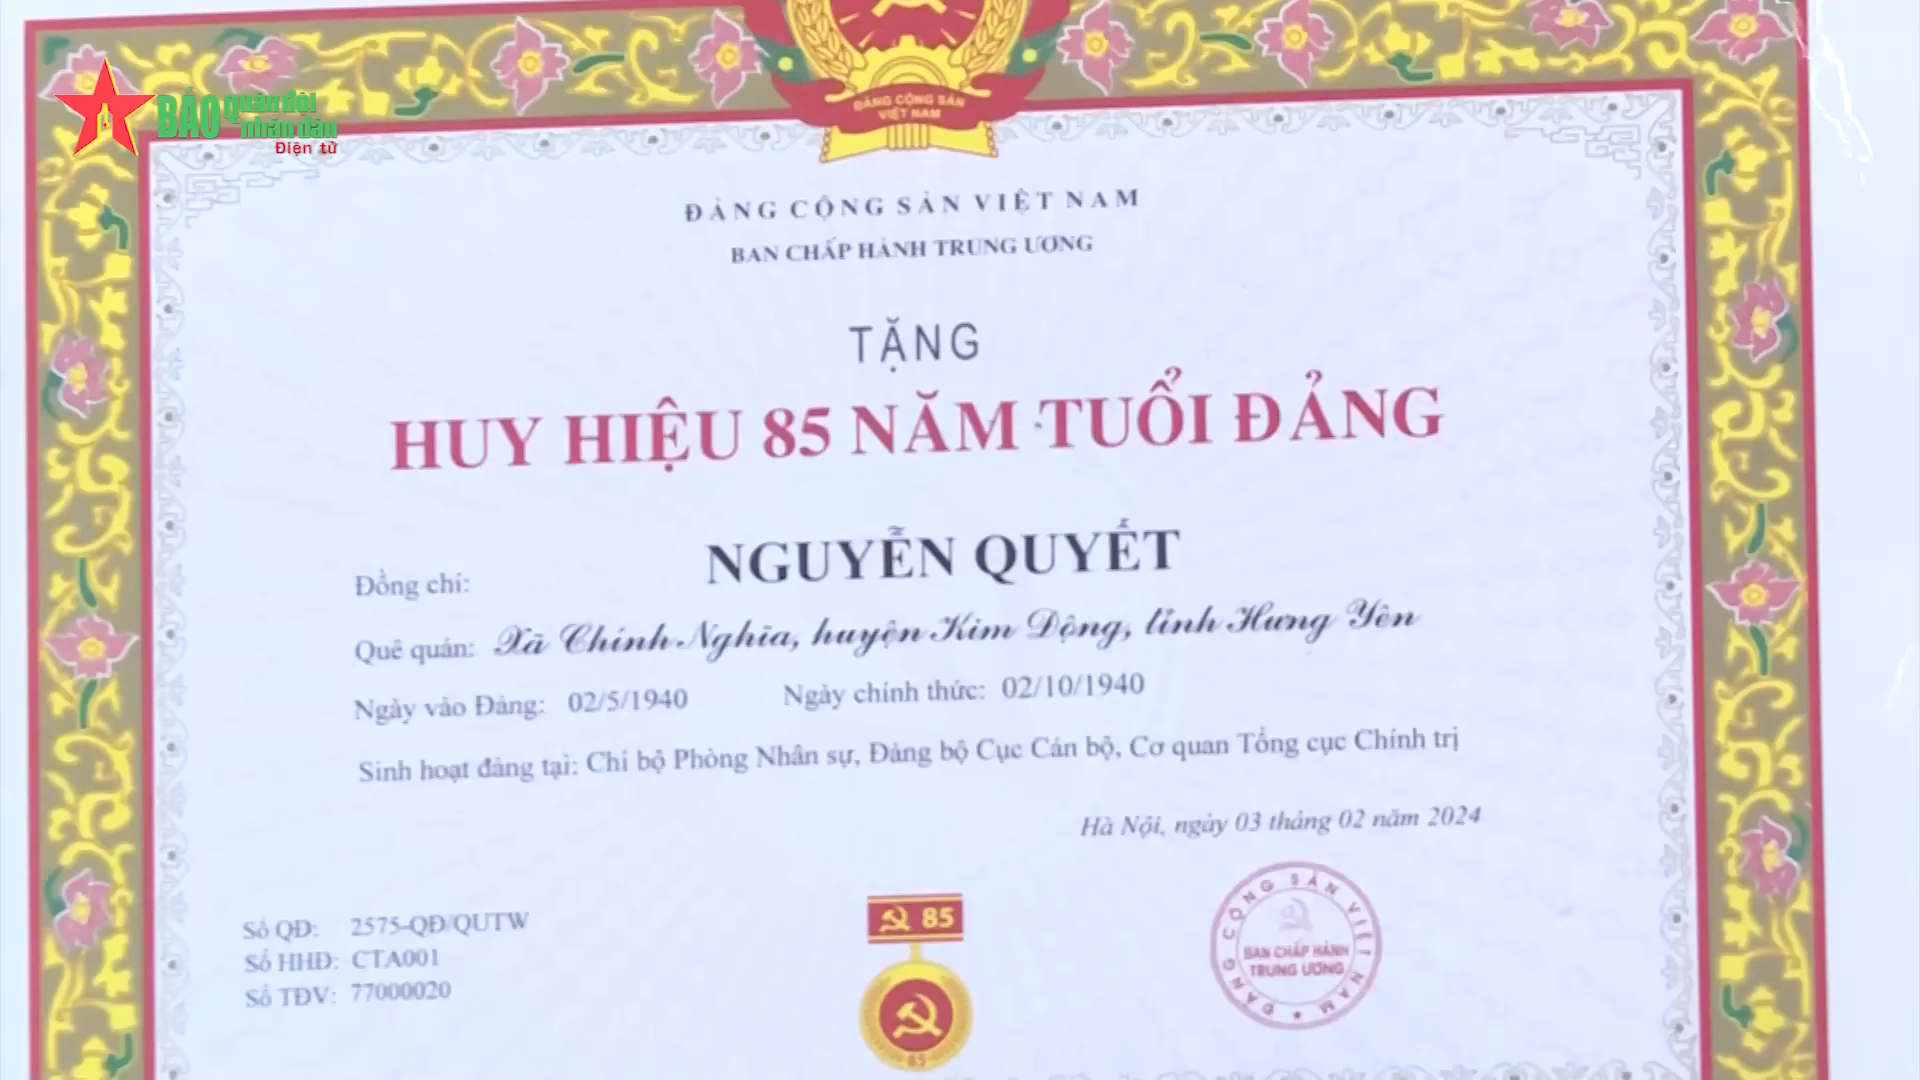 BÁO Quân đội nhân dân
Điện tử
ĐẢNG CỘNG SẢN
VIỆT NAM
ĐẢNG CỘNG SẢN VIỆT NAM
BAN CHẤP HÀNH TRUNG ƯƠNG
TẶNG
HUY HIỆU 85 NĂM TUỔI ĐẢNG
Đồng chí: NGUYỄN QUYẾT
Quê quán: Xã Chính Nghĩa, huyện Kim Động, tỉnh Hưng Yên
Ngày vào Đảng: 02/5/1940 Ngày chính thức: 02/10/1940
Sinh hoạt đảng tại: Chi bộ Phòng Nhân sự, Đảng bộ Cục Cán bộ, Cơ quan Tổng cục Chính trị
Hà Nội, ngày 03 tháng 02 năm 2024
Số QĐ: 2575-QĐ/QUTW
Số HHĐ: CTA001
Số TĐV: 77000020
85
85
ĐẢNG CỘNG SẢN VIỆT NAM
BAN CHẤP HÀNH
TRUNG ƯƠNG